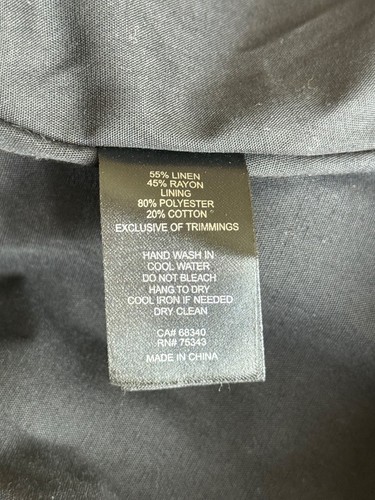 55% LINEN
45% RAYON
LINING
80% POLYESTER
20% COTTON
EXCLUSIVE OF TRIMMINGS
HAND WASH IN
COOL WATER
DO NOT BLEACH
HANG TO DRY
COOL IRON IF NEEDED
DRY CLEAN
CA# 68340
RN# 75343
MADE IN CHINA